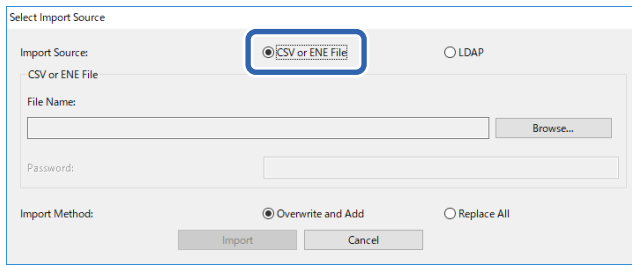 Select Import Source
Import Source: CSV or ENE File LDAP
CSV or ENE File
File Name:
Browse...
Password:
Import Method: Overwrite and Add Replace All
Import Cancel